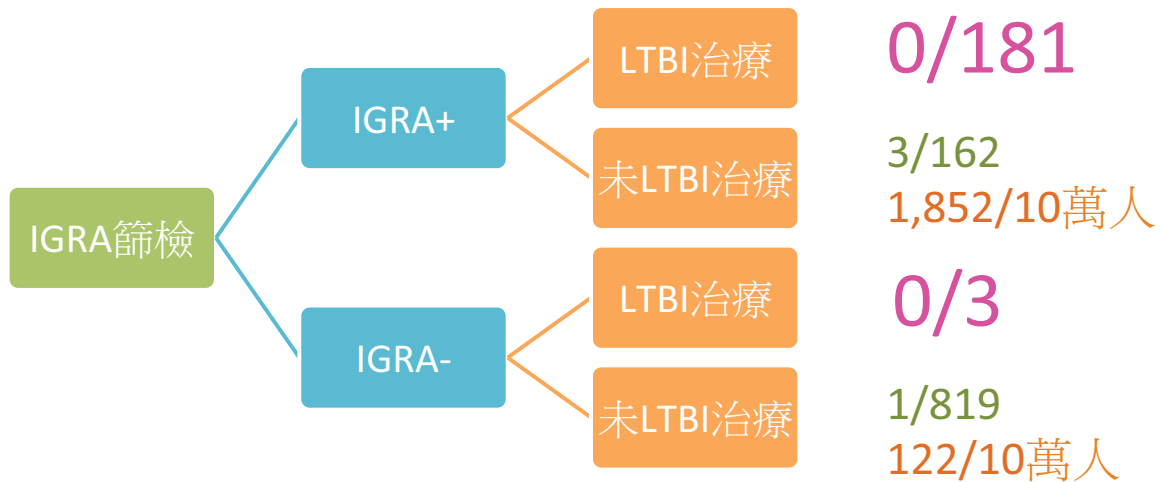 IGRA篩檢
IGRA+
LTBI治療
0/181
未LTBI治療
3/162
1,852/10萬人
IGRA-
LTBI治療
0/3
未LTBI治療
1/819
122/10萬人